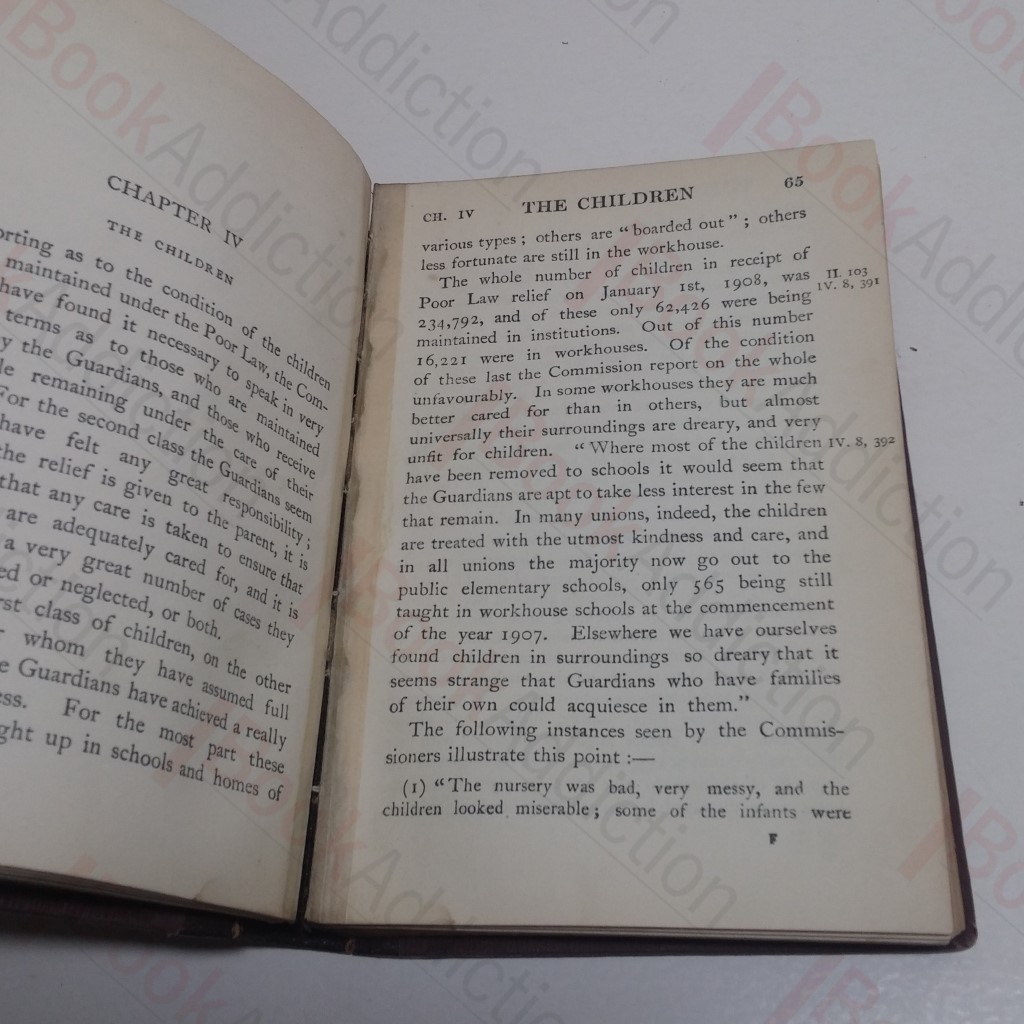 CHAPTER IV
THE CHILDREN
orting as to the condition of the children
maintained under the Poor Law, the Com-
have found it necessary to speak in very
terms as to those who are maintained
y the Guardians, and those who receive
le remaining under the care of their
For the second class the Guardians seem
have felt any great responsibility;
the relief is given to the parent, it is
that any care is taken to ensure that
are adequately cared for, and it is
a very great number of cases they
ed or neglected, or both.
rst class of children, on the other
r whom they have assumed full
e Guardians have achieved a really
ess. For the most part these
ght up in schools and homes of
CH. IV THE CHILDREN 65
various types; others are "boarded out"; others
less fortunate are still in the workhouse.
The whole number of children in receipt of
Poor Law relief on January 1st, 1908, was II. 103
234,792, and of these only 62,426 were being IV. 8, 391
maintained in institutions. Out of this number
16,221 were in workhouses. Of the condition
of these last the Commission report on the whole
unfavourably. In some workhouses they are much
better cared for than in others, but almost
universally their surroundings are dreary, and very
unfit for children. "Where most of the children IV. 8, 392
have been removed to schools it would seem that
the Guardians are apt to take less interest in the few
that remain. In many unions, indeed, the children
are treated with the utmost kindness and care, and
in all unions the majority now go out to the
public elementary schools, only 565 being still
taught in workhouse schools at the commencement
of the year 1907. Elsewhere we have ourselves
found children in surroundings so dreary that it
seems strange that Guardians who have families
of their own could acquiesce in them."
The following instances seen by the Commis-
sioners illustrate this point:—
(1) "The nursery was bad, very messy, and the
children looked miserable; some of the infants were
F
BookAddiction